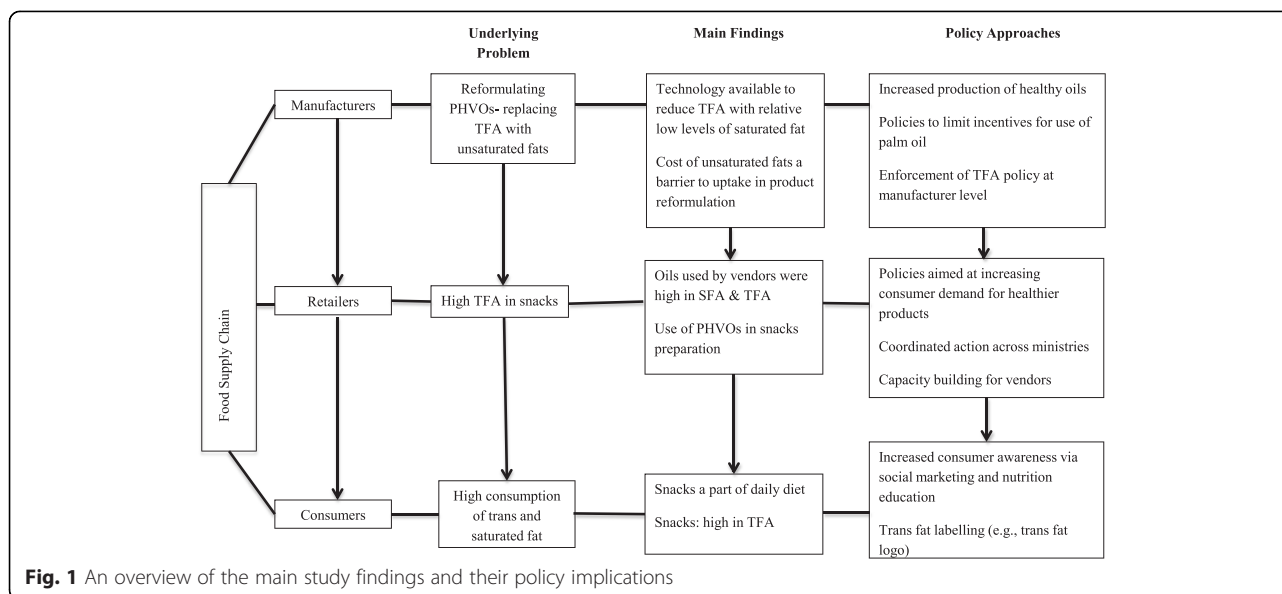 Underlying
Problem
Main Findings
Policy Approaches
Food Supply Chain
Manufacturers
Reformulating
PHVOs- replacing
TFA with
unsaturated fats
Technology available to
reduce TFA with relative
low levels of saturated fat
Cost of unsaturated fats a
barrier to uptake in product
reformulation
Increased production of healthy oils
Policies to limit incentives for use of
palm oil
Enforcement of TFA policy at
manufacturer level
Retailers
High TFA in snacks
Oils used by vendors were
high in SFA & TFA
Use of PHVOs in snacks
preparation
Policies aimed at increasing
consumer demand for healthier
products
Coordinated action across ministries
Capacity building for vendors
Consumers
High consumption
of trans and
saturated fat
Snacks a part of daily diet
Snacks: high in TFA
Increased consumer awareness via
social marketing and nutrition
education
Trans fat labelling (e.g., trans fat
logo)
Fig. 1 An overview of the main study findings and their policy implications